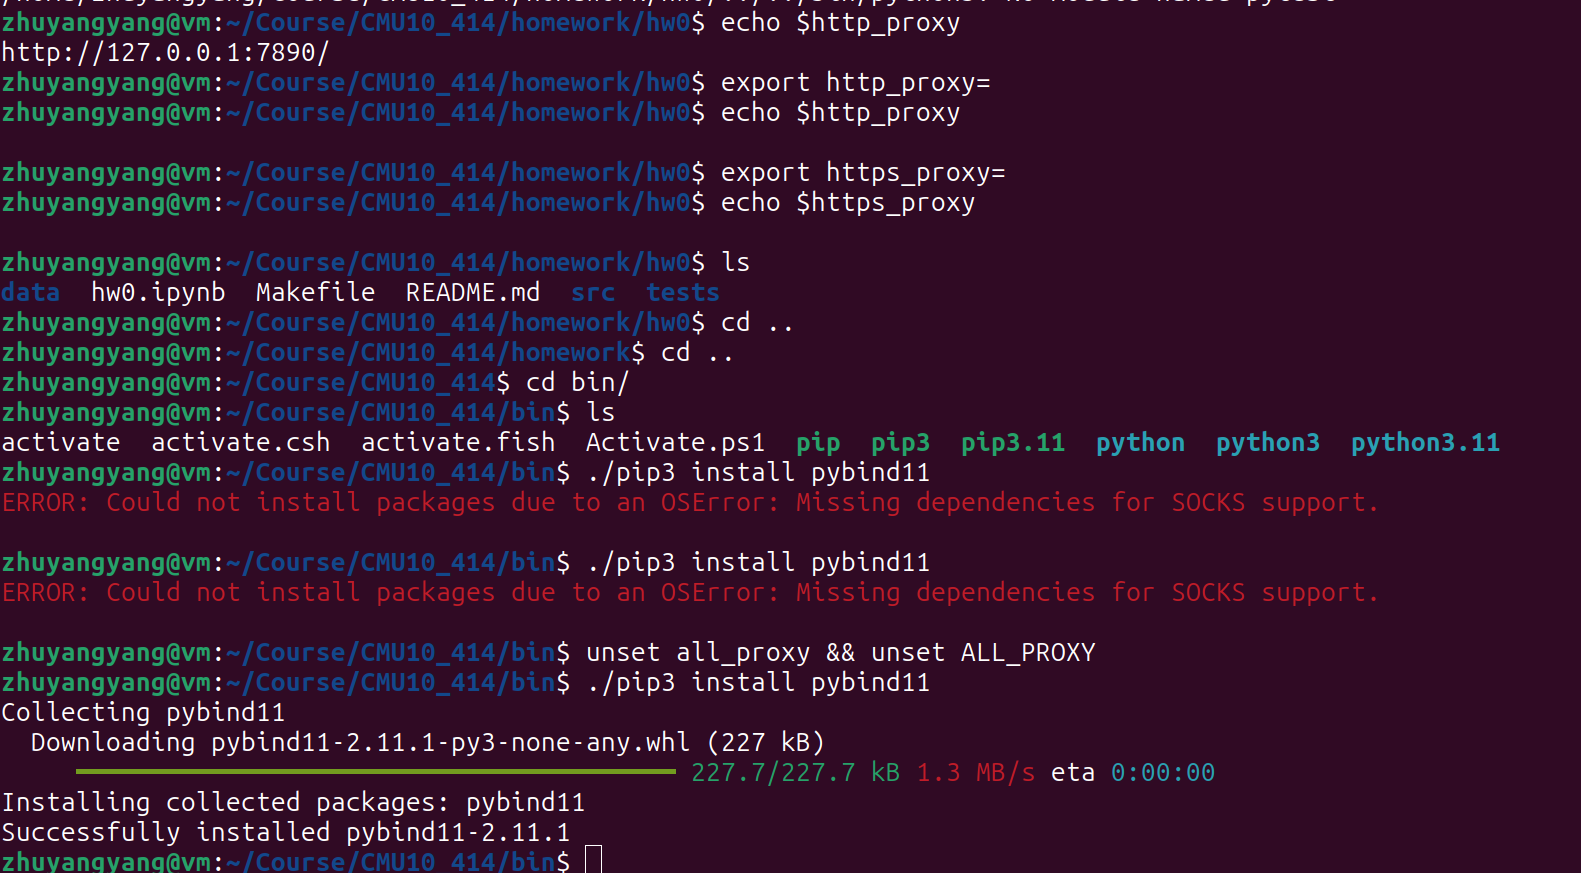 zhuyangyang@vm:~/Course/CMU10_414/homework/hw0$ echo $http_proxy
http://127.0.0.1:7890/
zhuyangyang@vm:~/Course/CMU10_414/homework/hw0$ export http_proxy=
zhuyangyang@vm:~/Course/CMU10_414/homework/hw0$ echo $http_proxy
zhuyangyang@vm:~/Course/CMU10_414/homework/hw0$ export https_proxy=
zhuyangyang@vm:~/Course/CMU10_414/homework/hw0$ echo $https_proxy
zhuyangyang@vm:~/Course/CMU10_414/homework/hw0$ ls
data  hw0.ipynb  Makefile  README.md  src  tests
zhuyangyang@vm:~/Course/CMU10_414/homework/hw0$ cd ..
zhuyangyang@vm:~/Course/CMU10_414/homework$ cd ..
zhuyangyang@vm:~/Course/CMU10_414$ cd bin/
zhuyangyang@vm:~/Course/CMU10_414/bin$ ls
activate  activate.csh  activate.fish  Activate.ps1  pip  pip3  pip3.11  python  python3  python3.11
zhuyangyang@vm:~/Course/CMU10_414/bin$ ./pip3 install pybind11
ERROR: Could not install packages due to an OSError: Missing dependencies for SOCKS support.
zhuyangyang@vm:~/Course/CMU10_414/bin$ ./pip3 install pybind11
ERROR: Could not install packages due to an OSError: Missing dependencies for SOCKS support.
zhuyangyang@vm:~/Course/CMU10_414/bin$ unset all_proxy && unset ALL_PROXY
zhuyangyang@vm:~/Course/CMU10_414/bin$ ./pip3 install pybind11
Collecting pybind11
  Downloading pybind11-2.11.1-py3-none-any.whl (227 kB)
227.7/227.7 kB 1.3 MB/s eta 0:00:00
Installing collected packages: pybind11
Successfully installed pybind11-2.11.1
zhuyangyang@vm:~/Course/CMU10_414/bin$